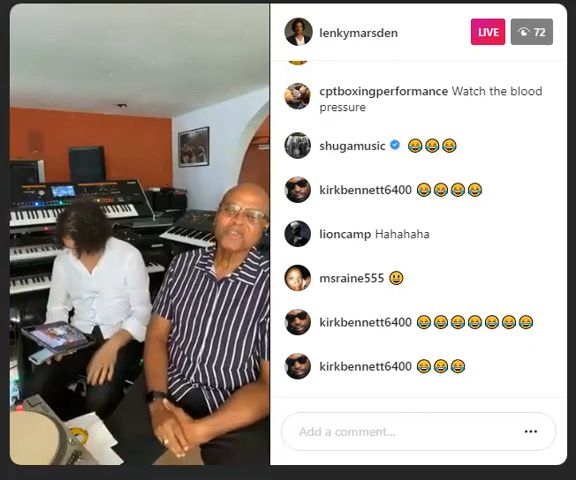 lenkymarsden
LIVE
72
cptboxingperformance Watch the blood
pressure
shugamusic 😂😂😂
kirkbennett6400 😂😂😂😂
lioncamp Hahahaha
msraine555 😃
kirkbennett6400 😂😂😂😂😂😂😂
kirkbennett6400 😂😂😂
Add a comment...